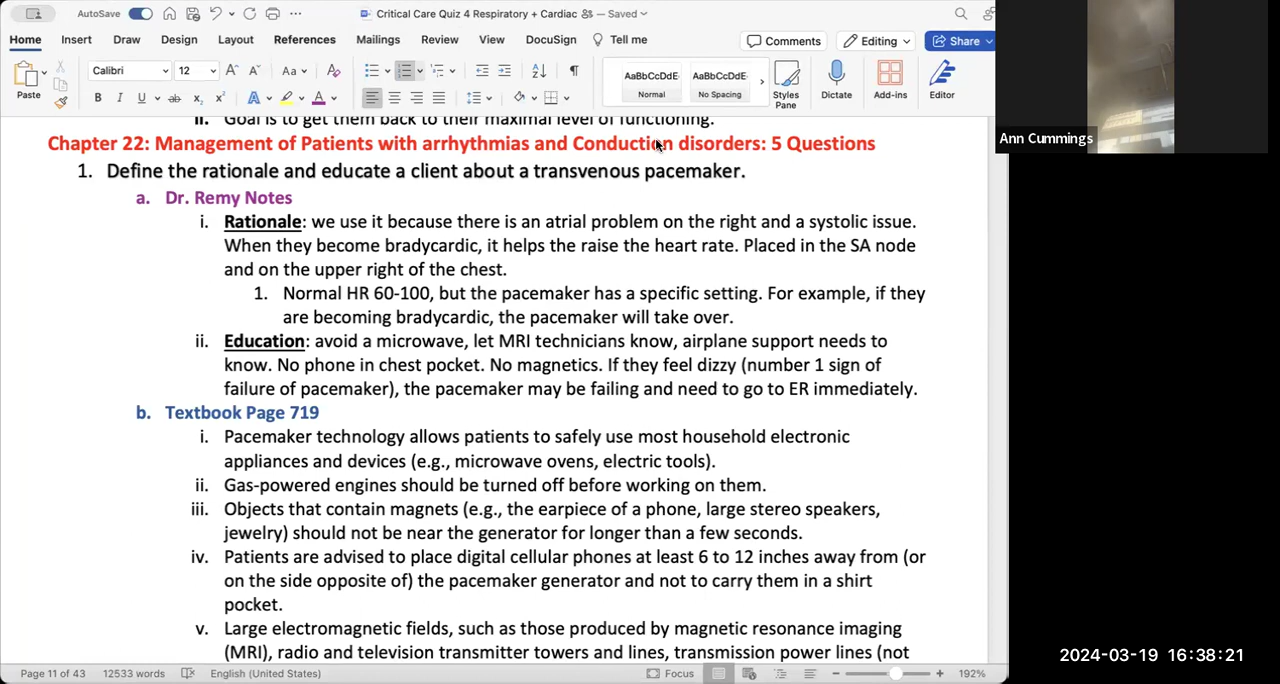 AutoSave
Critical Care Quiz 4 Respiratory + Cardiac
— Saved
Home Insert Draw Design Layout References Mailings Review View DocuSign Tell me
Comments Editing Share
Paste
Calibri 12
Aa
B I U ab x₂ x²
AaBbCcDdE AaBbCcDdE
Normal No Spacing
Styles Pane
Dictate
Add-ins
Editor
Ann Cummings
ii. Goal is to get them back to their maximal level of functioning.
Chapter 22: Management of Patients with arrhythmias and Conduction disorders: 5 Questions
1. Define the rationale and educate a client about a transvenous pacemaker.
a. Dr. Remy Notes
i. Rationale: we use it because there is an atrial problem on the right and a systolic issue.
When they become bradycardic, it helps the raise the heart rate. Placed in the SA node
and on the upper right of the chest.
1. Normal HR 60-100, but the pacemaker has a specific setting. For example, if they
are becoming bradycardic, the pacemaker will take over.
ii. Education: avoid a microwave, let MRI technicians know, airplane support needs to
know. No phone in chest pocket. No magnetics. If they feel dizzy (number 1 sign of
failure of pacemaker), the pacemaker may be failing and need to go to ER immediately.
b. Textbook Page 719
i. Pacemaker technology allows patients to safely use most household electronic
appliances and devices (e.g., microwave ovens, electric tools).
ii. Gas-powered engines should be turned off before working on them.
iii. Objects that contain magnets (e.g., the earpiece of a phone, large stereo speakers,
jewelry) should not be near the generator for longer than a few seconds.
iv. Patients are advised to place digital cellular phones at least 6 to 12 inches away from (or
on the side opposite of) the pacemaker generator and not to carry them in a shirt
pocket.
v. Large electromagnetic fields, such as those produced by magnetic resonance imaging
(MRI), radio and television transmitter towers and lines, transmission power lines (not
2024-03-19 16:38:21
Page 11 of 43 12533 words English (United States) Focus 192%